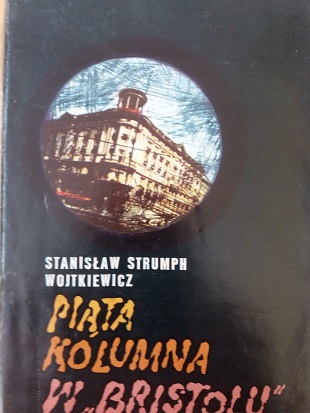 STANISŁAW STRUMPH
WOJTKIEWICZ
PIĄTA
KOLUMNA
W „BRISTOLU"